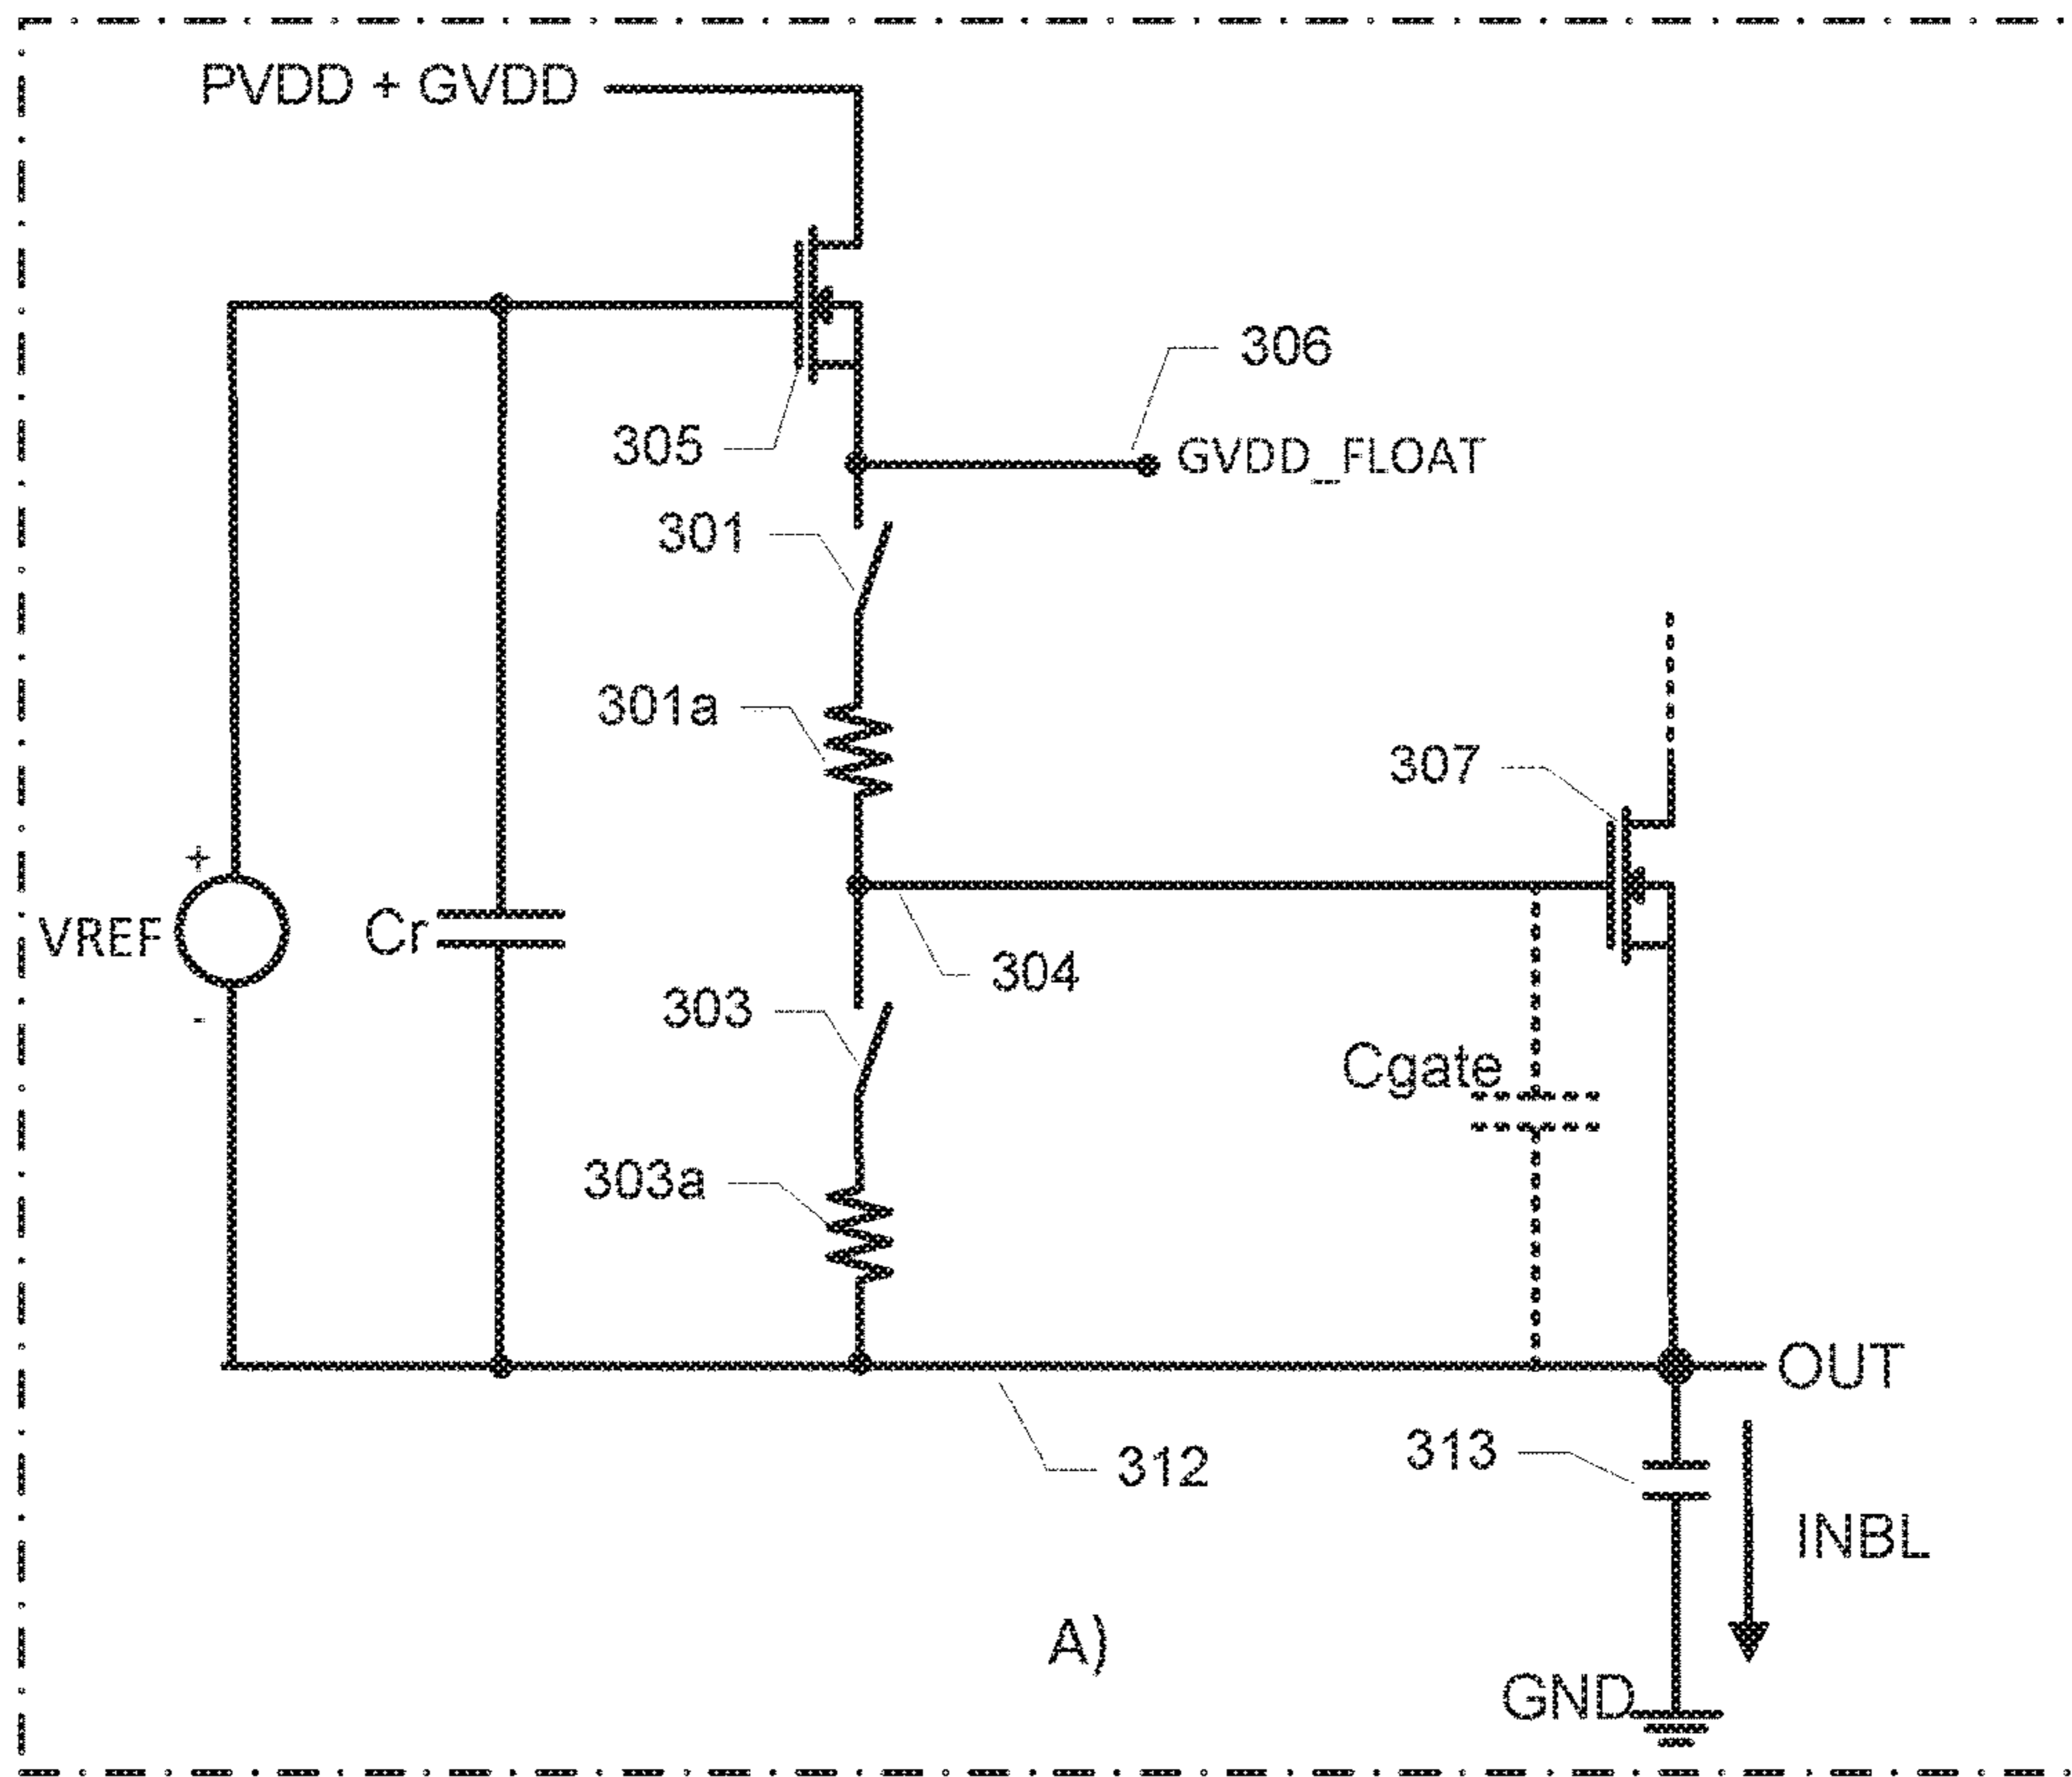 PVDD + GVDD
306
305
GVDD_FLOAT
301
301a
307
+
VREF
Cr
304
-
303
Cgate
303a
OUT
313
312
INBL
A)
GND